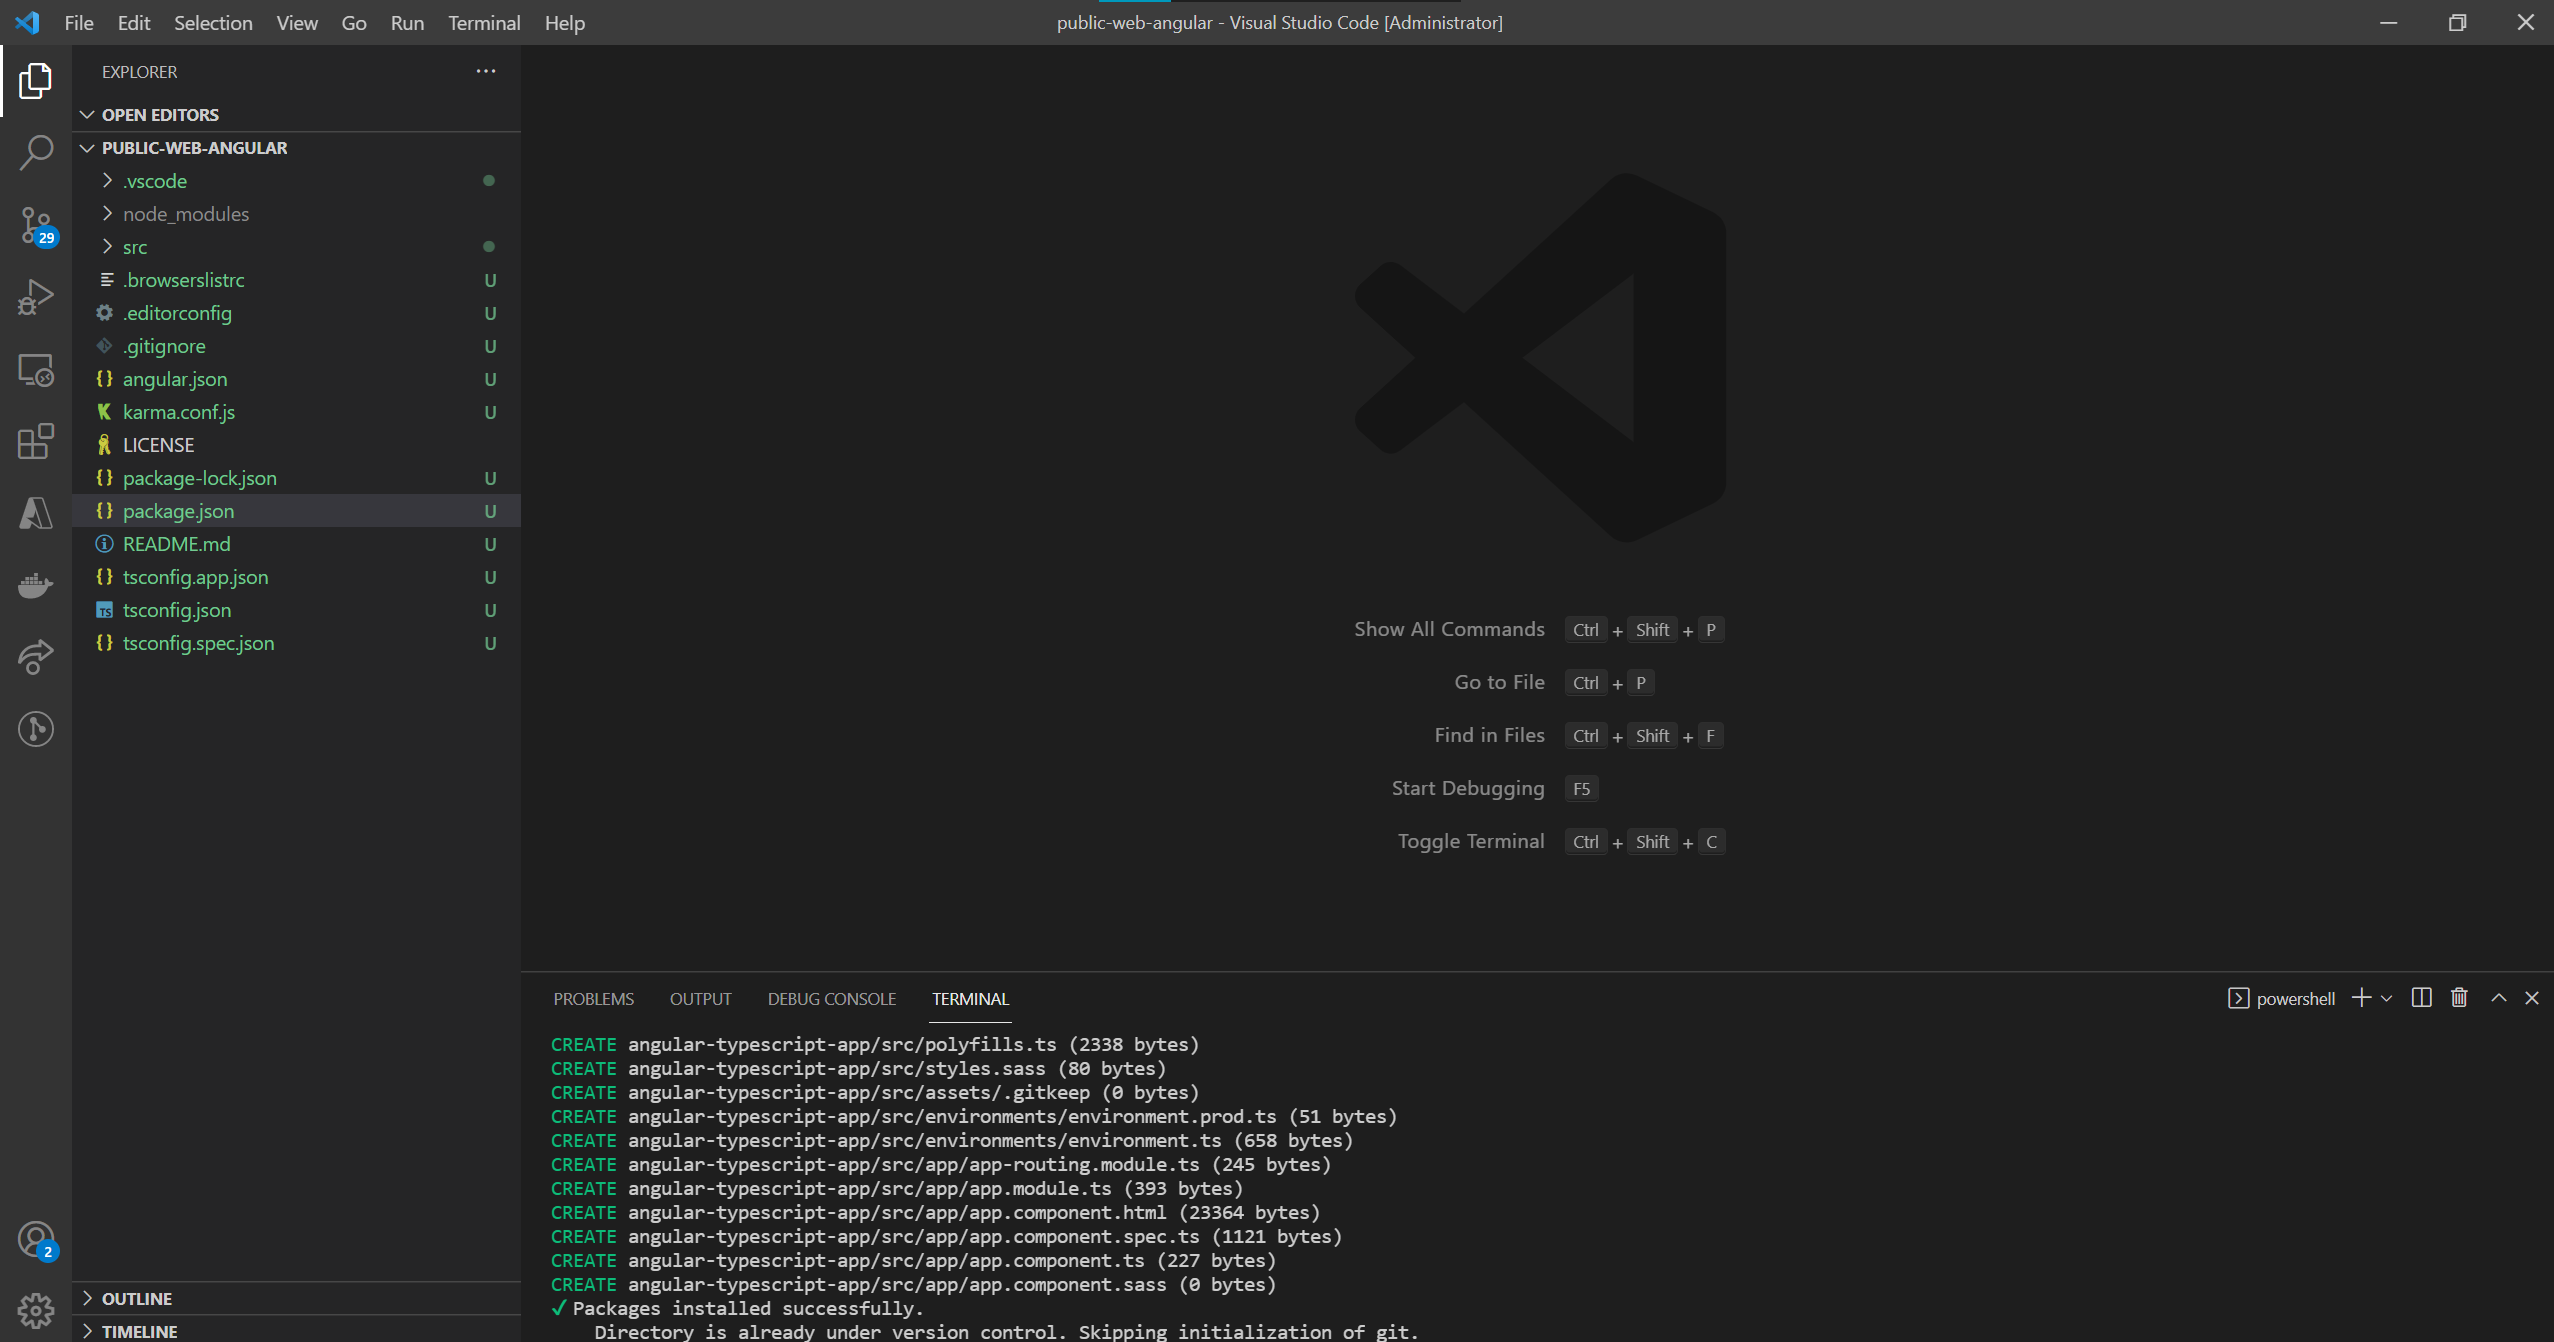 File Edit Selection View Go Run Terminal Help
public-web-angular - Visual Studio Code [Administrator]
EXPLORER
OPEN EDITORS
PUBLIC-WEB-ANGULAR
.vscode
node_modules
src
.browserslistrc U
.editorconfig U
.gitignore U
{} angular.json U
karma.conf.js U
LICENSE
{} package-lock.json U
{} package.json U
README.md U
{} tsconfig.app.json U
TS tsconfig.json U
{} tsconfig.spec.json U
29
2
OUTLINE
TIMELINE
Show All Commands Ctrl + Shift + P
Go to File Ctrl + P
Find in Files Ctrl + Shift + F
Start Debugging F5
Toggle Terminal Ctrl + Shift + C
PROBLEMS OUTPUT DEBUG CONSOLE TERMINAL
powershell
CREATE angular-typescript-app/src/polyfills.ts (2338 bytes)
CREATE angular-typescript-app/src/styles.sass (80 bytes)
CREATE angular-typescript-app/src/assets/.gitkeep (0 bytes)
CREATE angular-typescript-app/src/environments/environment.prod.ts (51 bytes)
CREATE angular-typescript-app/src/environments/environment.ts (658 bytes)
CREATE angular-typescript-app/src/app/app-routing.module.ts (245 bytes)
CREATE angular-typescript-app/src/app/app.module.ts (393 bytes)
CREATE angular-typescript-app/src/app/app.component.html (23364 bytes)
CREATE angular-typescript-app/src/app/app.component.spec.ts (1121 bytes)
CREATE angular-typescript-app/src/app/app.component.ts (227 bytes)
CREATE angular-typescript-app/src/app/app.component.sass (0 bytes)
✓ Packages installed successfully.
Directory is already under version control. Skipping initialization of git.